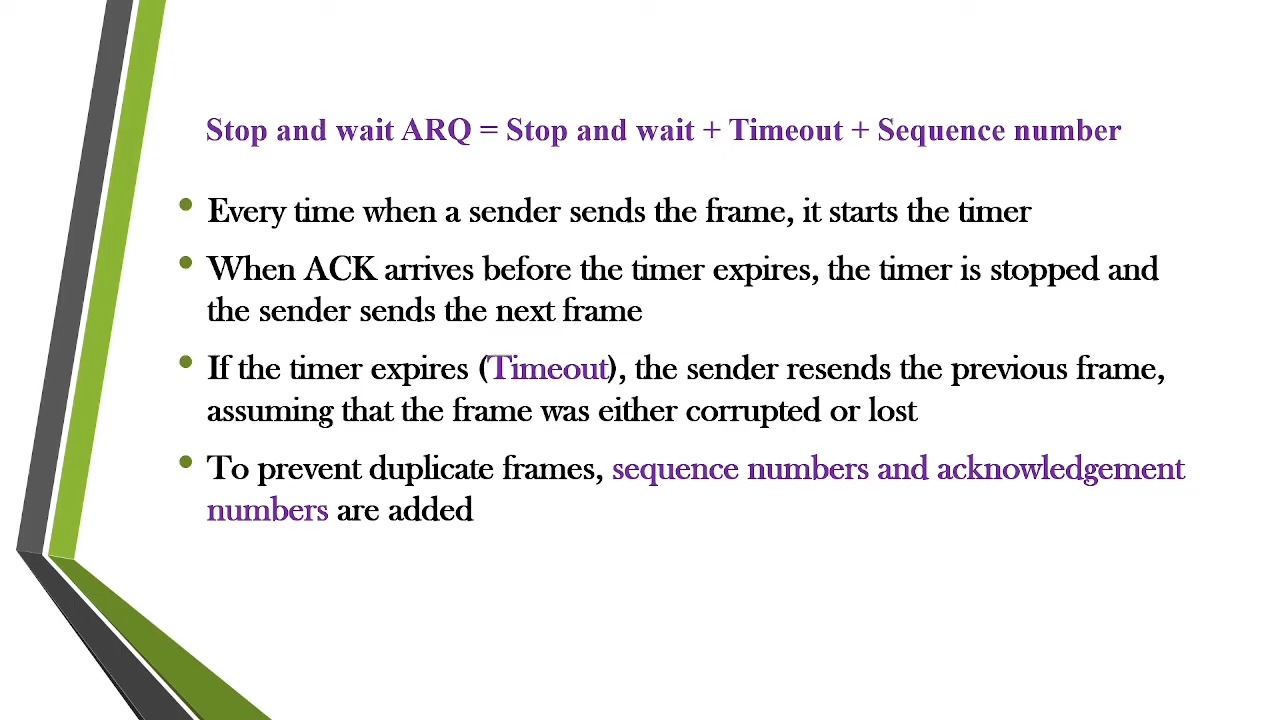 Stop and wait ARQ = Stop and wait + Timeout + Sequence number
• Every time when a sender sends the frame, it starts the timer
• When ACK arrives before the timer expires, the timer is stopped and
the sender sends the next frame
• If the timer expires (Timeout), the sender resends the previous frame,
assuming that the frame was either corrupted or lost
• To prevent duplicate frames, sequence numbers and acknowledgement
numbers are added